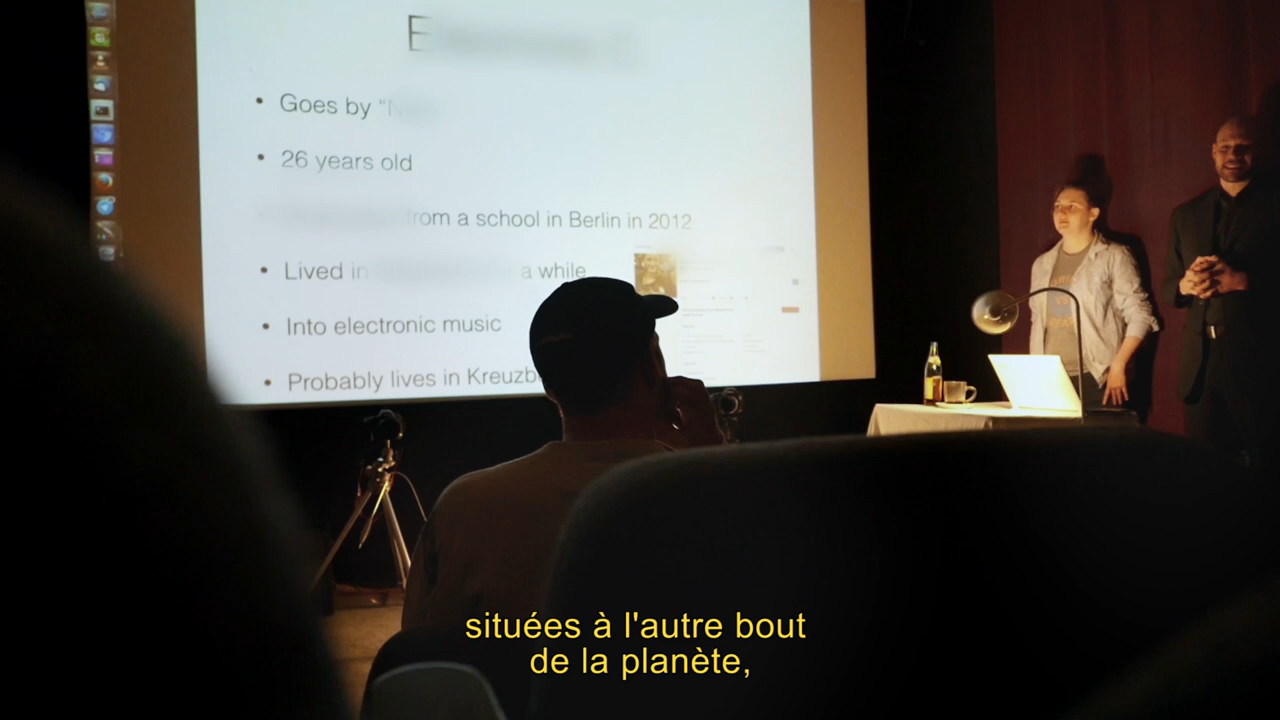 Goes by "
26 years old
from a school in Berlin in 2012
Lived in a while
Into electronic music
Probably lives in Kreuzb
situées à l'autre bout
de la planète,